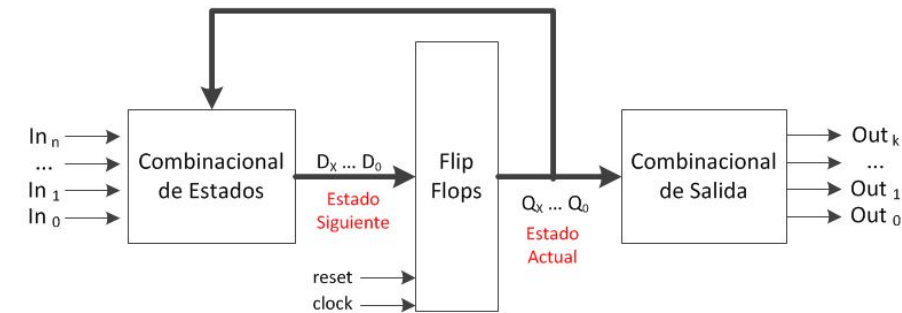 In n
...
In 1
In 0
Combinacional
de Estados
Dx ... D0
Estado
Siguiente
reset
clock
Flip
Flops
Qx ... Q0
Estado
Actual
Combinacional
de Salida
Out k
...
Out 1
Out 0